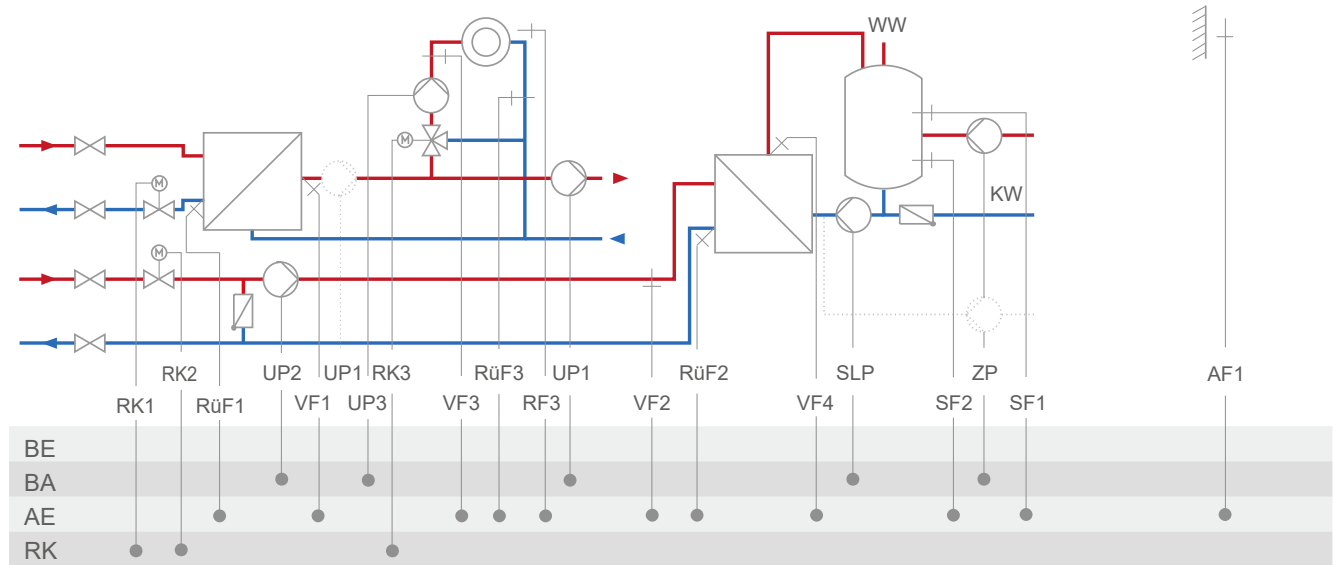 WW
M
KW
M
M
RK2 UP2 UP1 RK3 RüF3 UP1 RüF2 SLP ZP AF1
RK1 RüF1 VF1 UP3 VF3 RF3 VF2 VF4 SF2 SF1
BE
BA
AE
RK